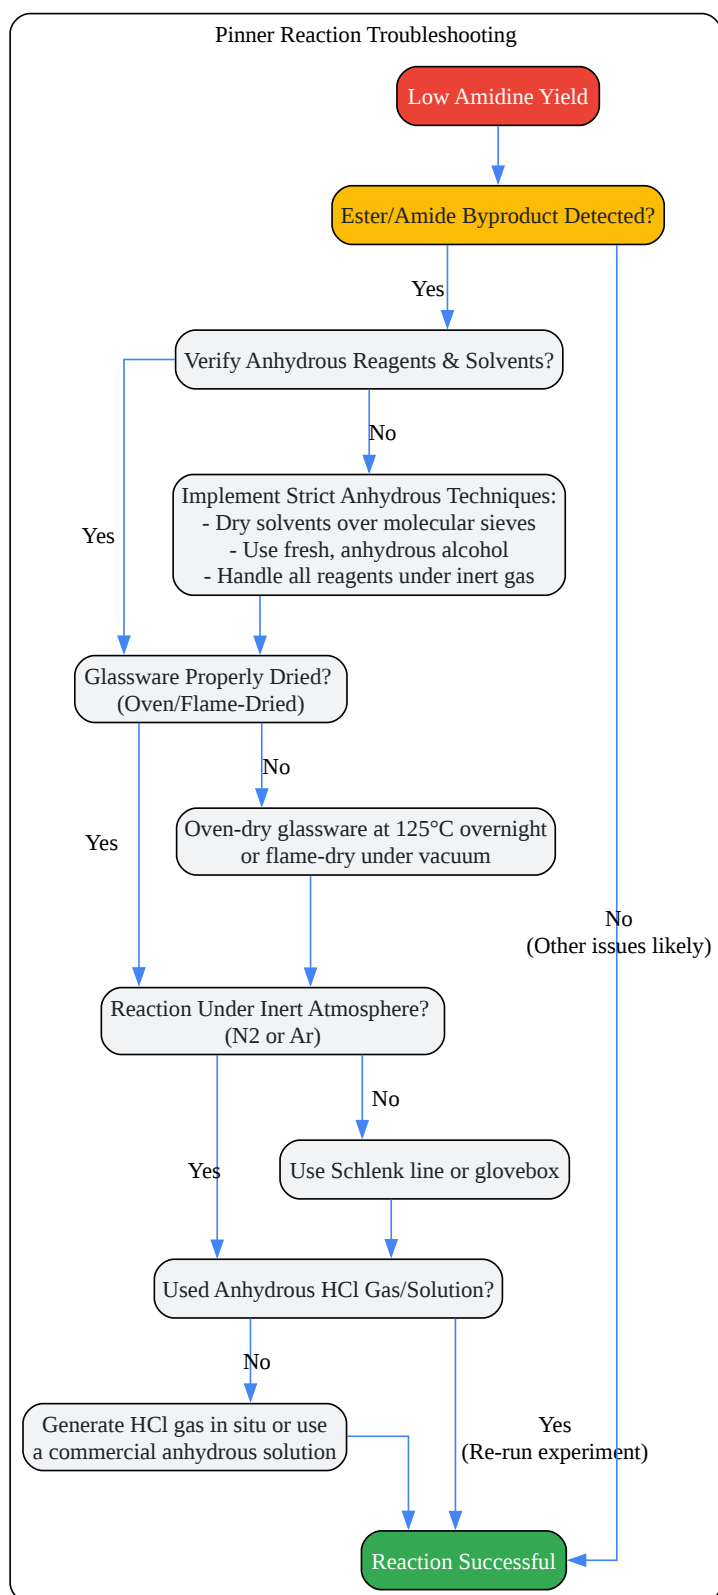 Pinner Reaction Troubleshooting
Low Amidine Yield
Ester/Amide Byproduct Detected?
Yes
Verify Anhydrous Reagents & Solvents?
No
Implement Strict Anhydrous Techniques:
- Dry solvents over molecular sieves
- Use fresh, anhydrous alcohol
- Handle all reagents under inert gas
Yes
Glassware Properly Dried?
(Oven/Flame-Dried)
No
Oven-dry glassware at 125°C overnight
or flame-dry under vacuum
Yes
No
(Other issues likely)
Reaction Under Inert Atmosphere?
(N2 or Ar)
No
Use Schlenk line or glovebox
Yes
Used Anhydrous HCl Gas/Solution?
No
Generate HCl gas in situ or use
a commercial anhydrous solution
Yes
(Re-run experiment)
Reaction Successful